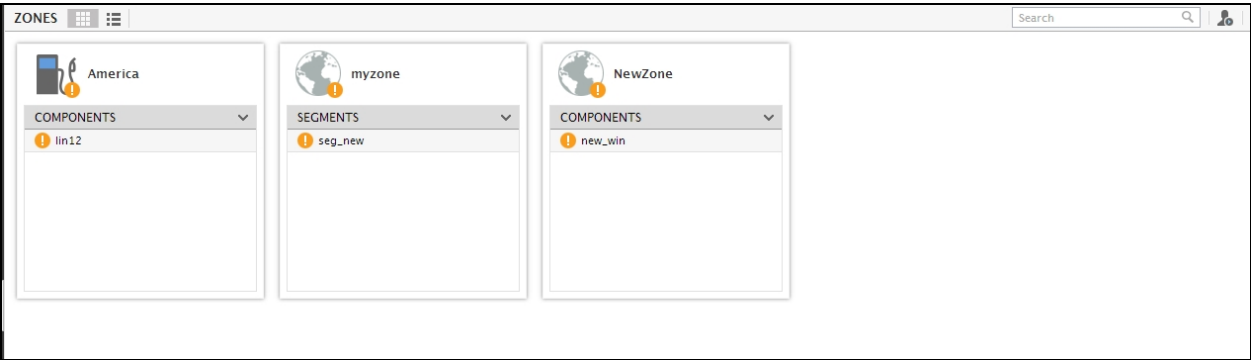 ZONES
Search
America
COMPONENTS
lin12
myzone
SEGMENTS
seg_new
NewZone
COMPONENTS
new_win